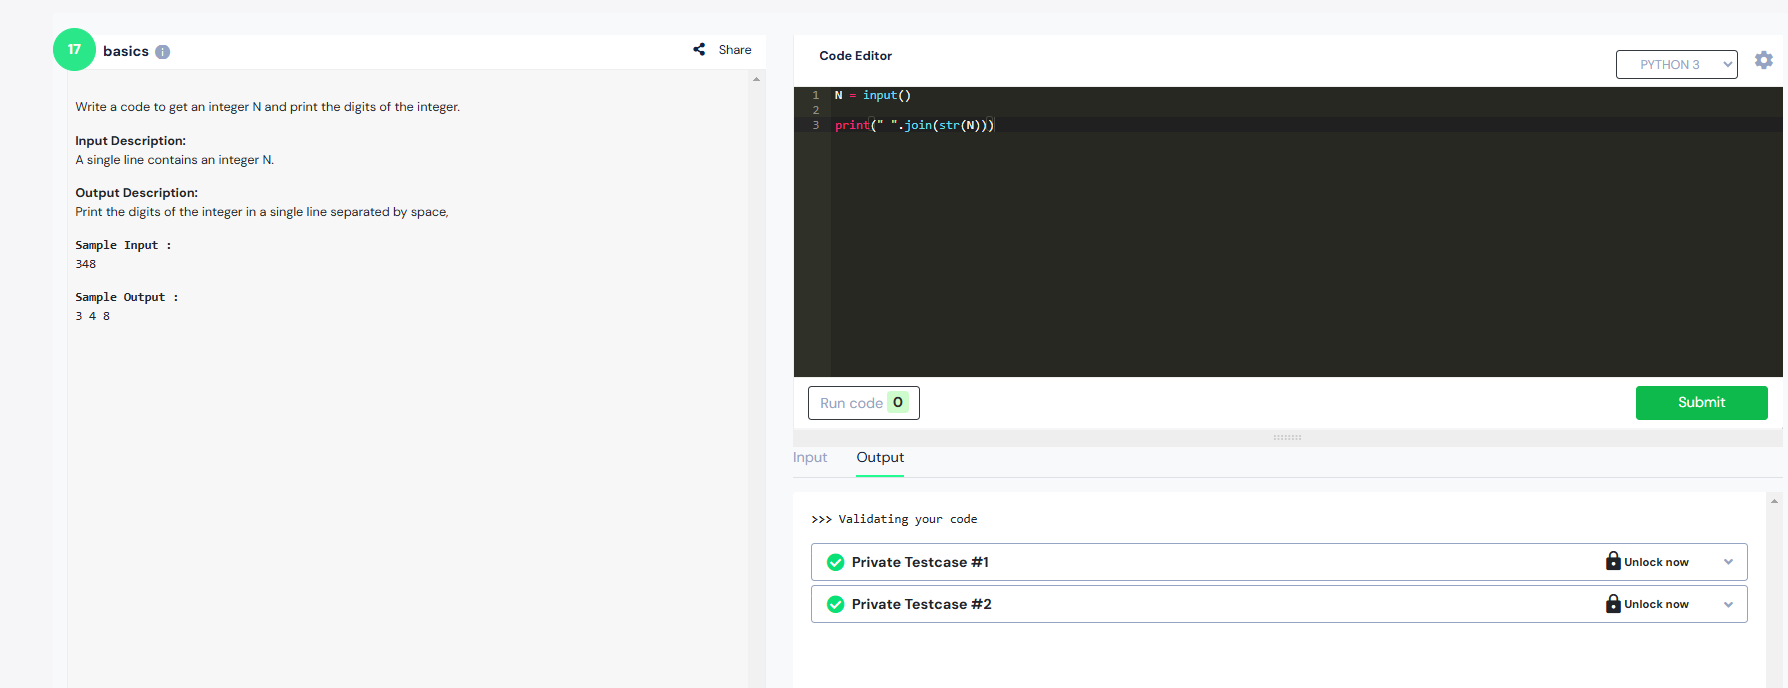 17 basics i Share
Write a code to get an integer N and print the digits of the integer.
Input Description:
A single line contains an integer N.
Output Description:
Print the digits of the integer in a single line separated by space,
Sample Input :
348
Sample Output :
3 4 8
Code Editor
PYTHON 3
1 N = input()
2
3 print(" ".join(str(N)))
Run code 0
Submit
Input Output
>>> Validating your code
Private Testcase #1 Unlock now
Private Testcase #2 Unlock now